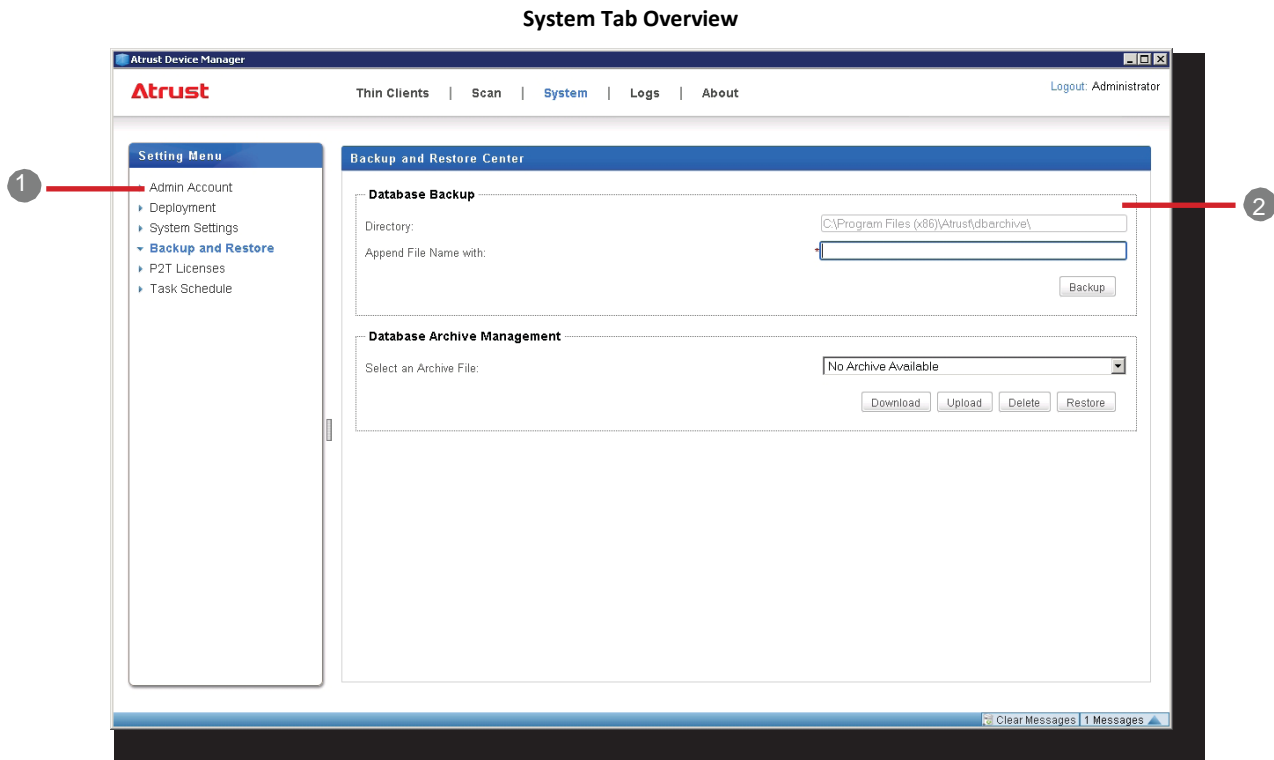 System Tab Overview
Atrust Device Manager
Atrust
Thin Clients | Scan | System | Logs | About
Logout: Administrator
Setting Menu
Admin Account
Deployment
System Settings
Backup and Restore
P2T Licenses
Task Schedule
1
Backup and Restore Center
Database Backup
Directory: C:\Program Files (x86)\Atrust\dbarchive\
Append File Name with: *
Backup
2
Database Archive Management
Select an Archive File: No Archive Available
Download Upload Delete Restore
Clear Messages 1 Messages